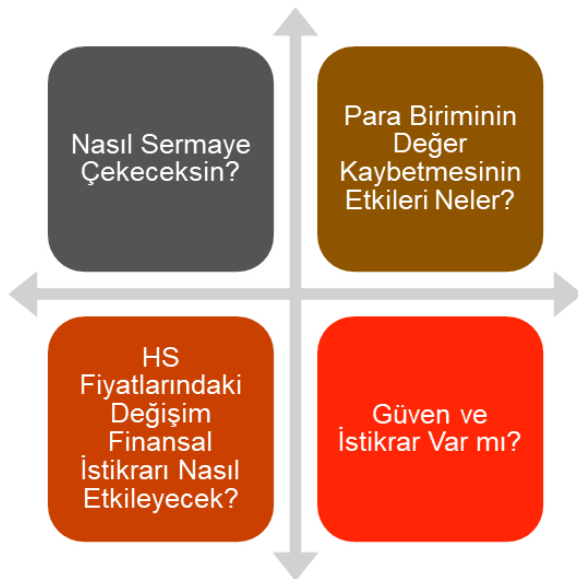 Nasıl Sermaye
Çekeceksin?
Para Biriminin
Değer
Kaybetmesinin
Etkileri Neler?
HS
Fiyatlarındaki
Değişim
Finansal
İstikrarı Nasıl
Etkileyecek?
Güven ve
İstikrar Var mı?